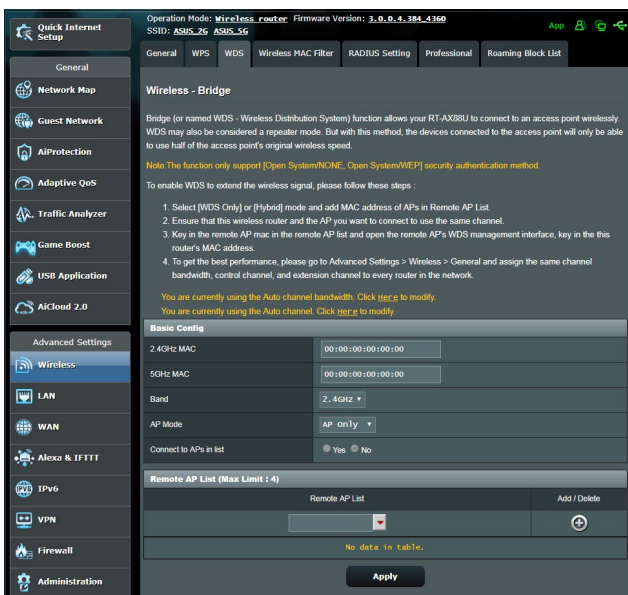 Quick Internet
Setup
General
Network Map
Guest Network
AiProtection
Adaptive QoS
Traffic Analyzer
Game Boost
USB Application
AiCloud 2.0
Advanced Settings
Wireless
LAN
WAN
Alexa & IFTTT
IPv6
VPN
Firewall
Administration
Operation Mode: Wireless router Firmware Version: 3.0.0.4.384_4360
SSID: ASUS_2G ASUS_5G
App
General WPS WDS Wireless MAC Filter RADIUS Setting Professional Roaming Block List
Wireless - Bridge
Bridge (or named WDS - Wireless Distribution System) function allows your RT-AX88U to connect to an access point wirelessly.
WDS may also be considered a repeater mode. But with this method, the devices connected to the access point will only be able
to use half of the access point's original wireless speed.
Note:The function only support [Open System/NONE, Open System/WEP] security authentication method.
To enable WDS to extend the wireless signal, please follow these steps :
1. Select [WDS Only] or [Hybrid] mode and add MAC address of APs in Remote AP List.
2. Ensure that this wireless router and the AP you want to connect to use the same channel.
3. Key in the remote AP mac in the remote AP list and open the remote AP's WDS management interface, key in the this
router's MAC address.
4. To get the best performance, please go to Advanced Settings > Wireless > General and assign the same channel
bandwidth, control channel, and extension channel to every router in the network.
You are currently using the Auto channel bandwidth. Click Here to modify.
You are currently using the Auto channel. Click Here to modify.
Basic Config
2.4GHz MAC 00:00:00:00:00:00
5GHz MAC 00:00:00:00:00:00
Band 2.4GHz
AP Mode AP Only
Connect to APs in list Yes No
Remote AP List (Max Limit : 4)
Remote AP List Add / Delete
No data in table.
Apply